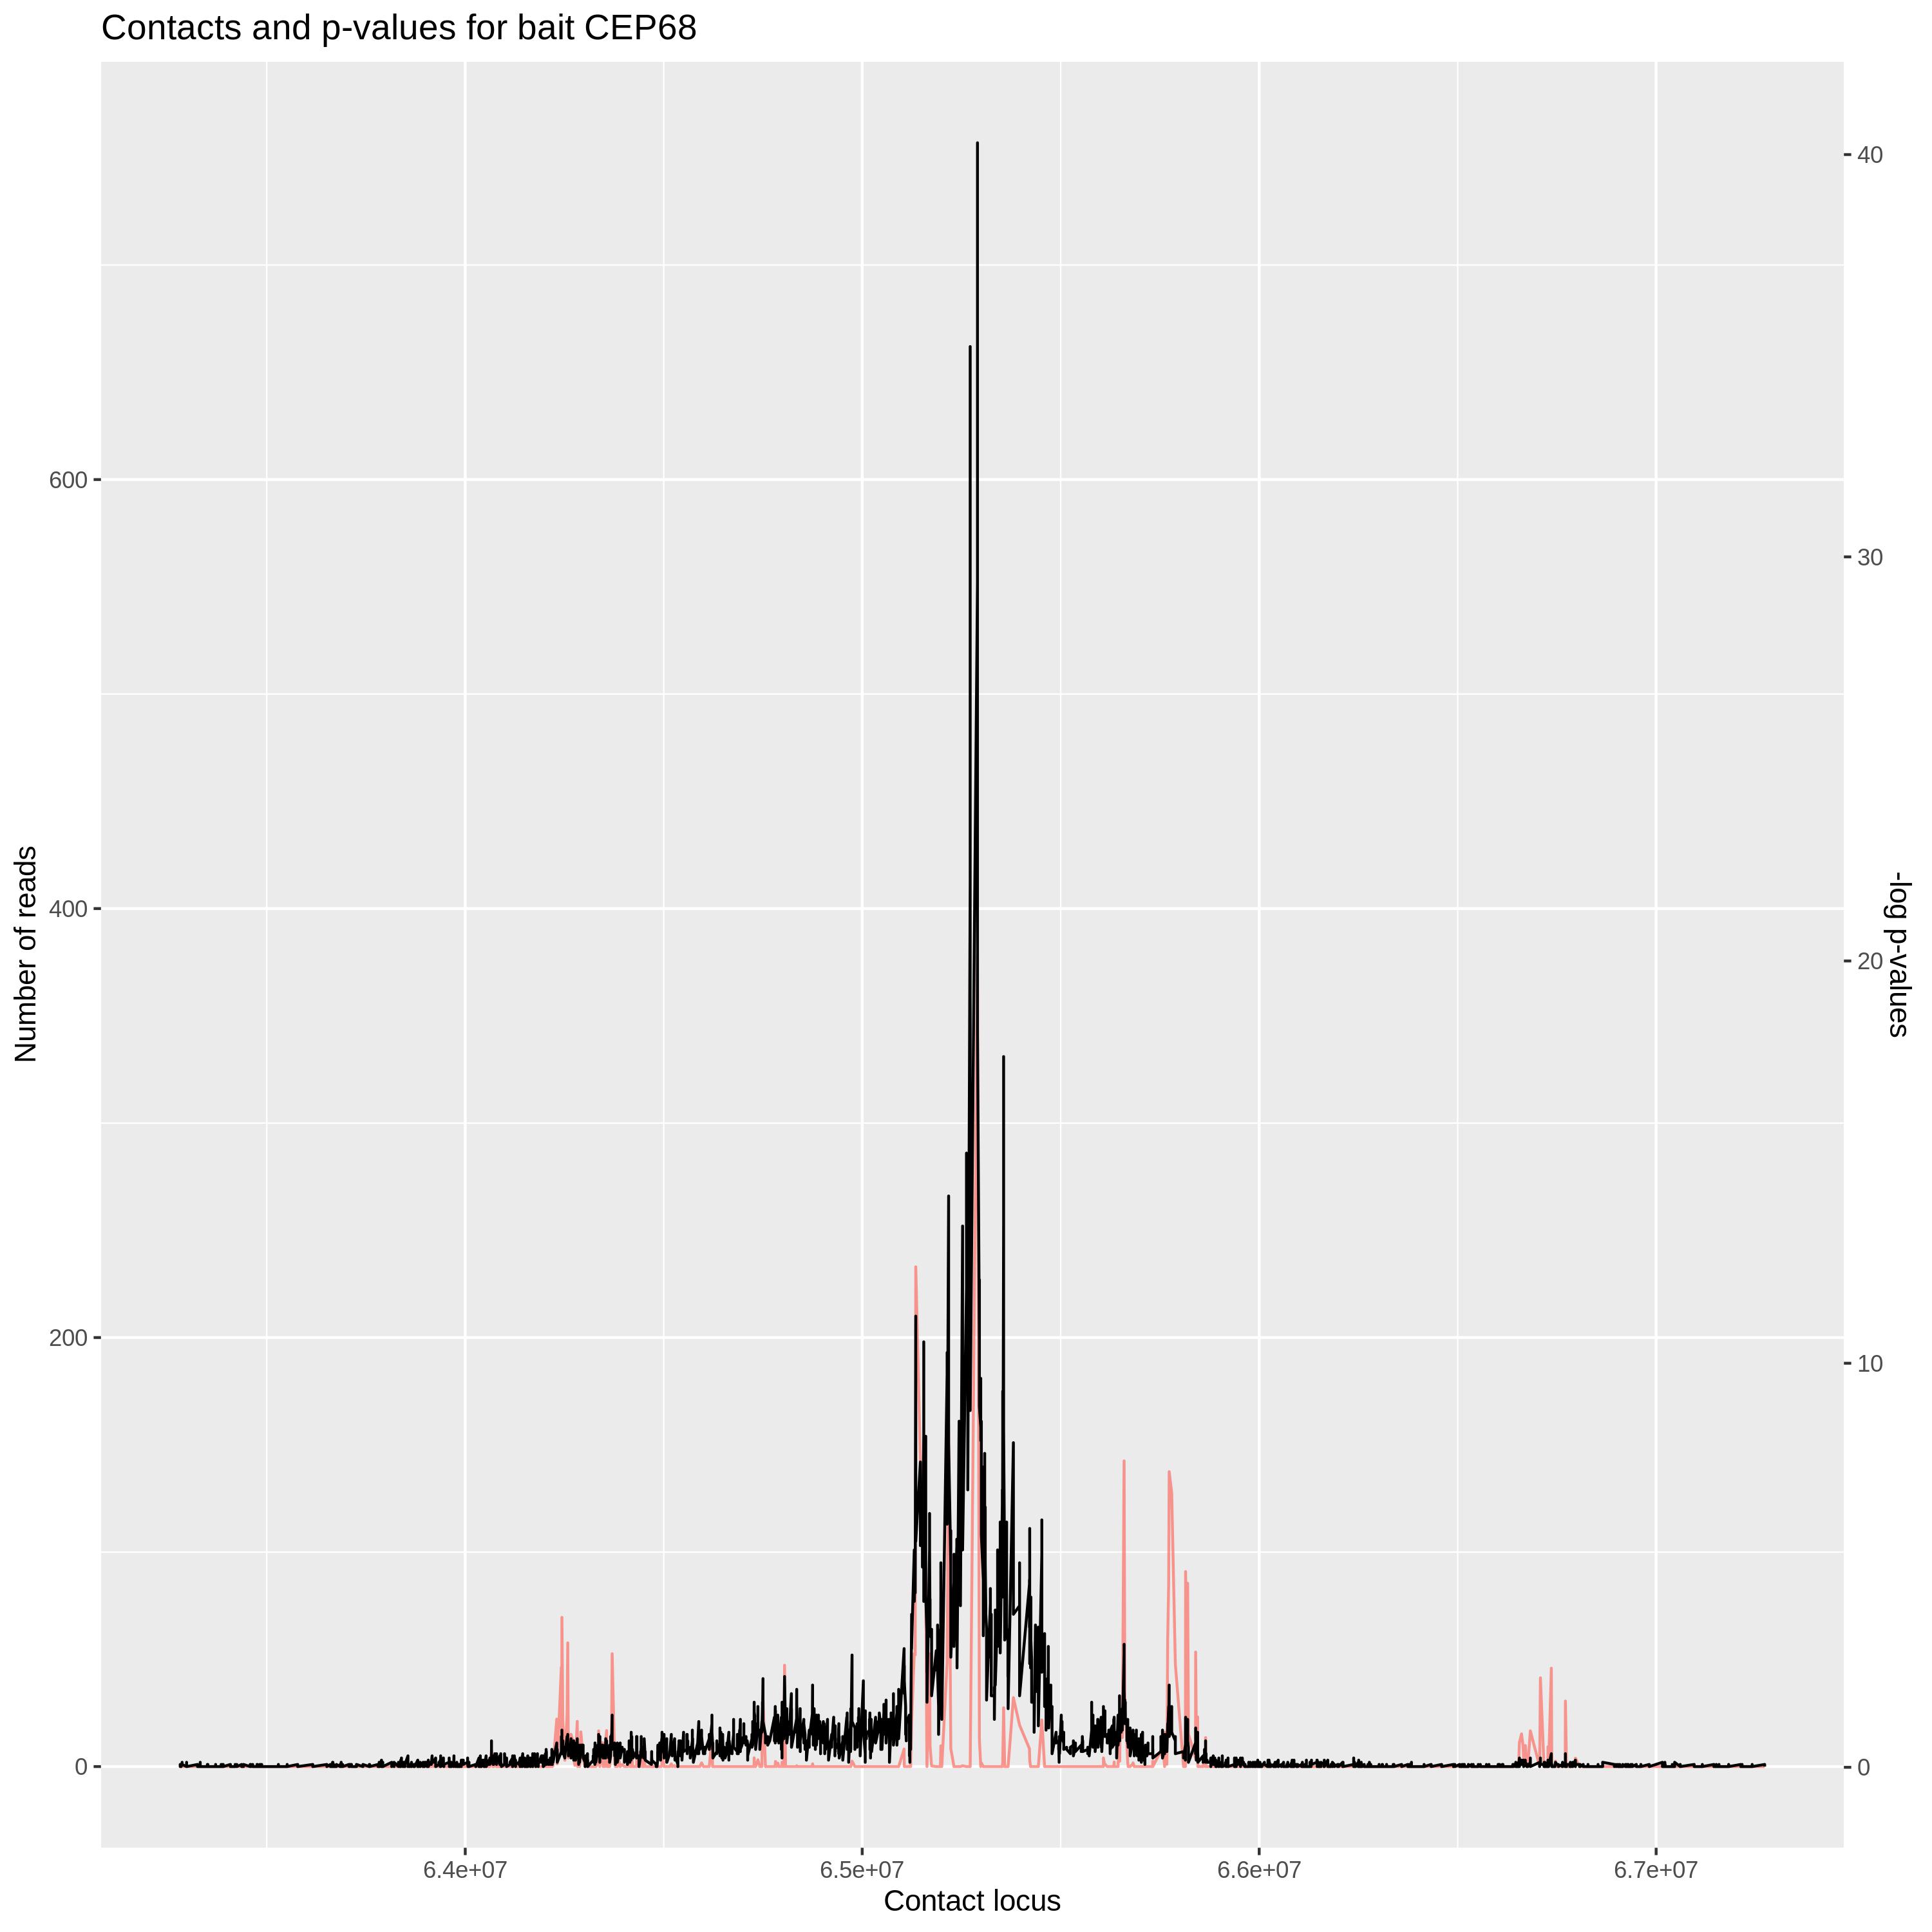 Contacts and p-values for bait CEP68
Number of reads
600
400
200
0
40
30
20
10
0
-log p-values
6.4e+07
6.5e+07
6.6e+07
6.7e+07
Contact locus